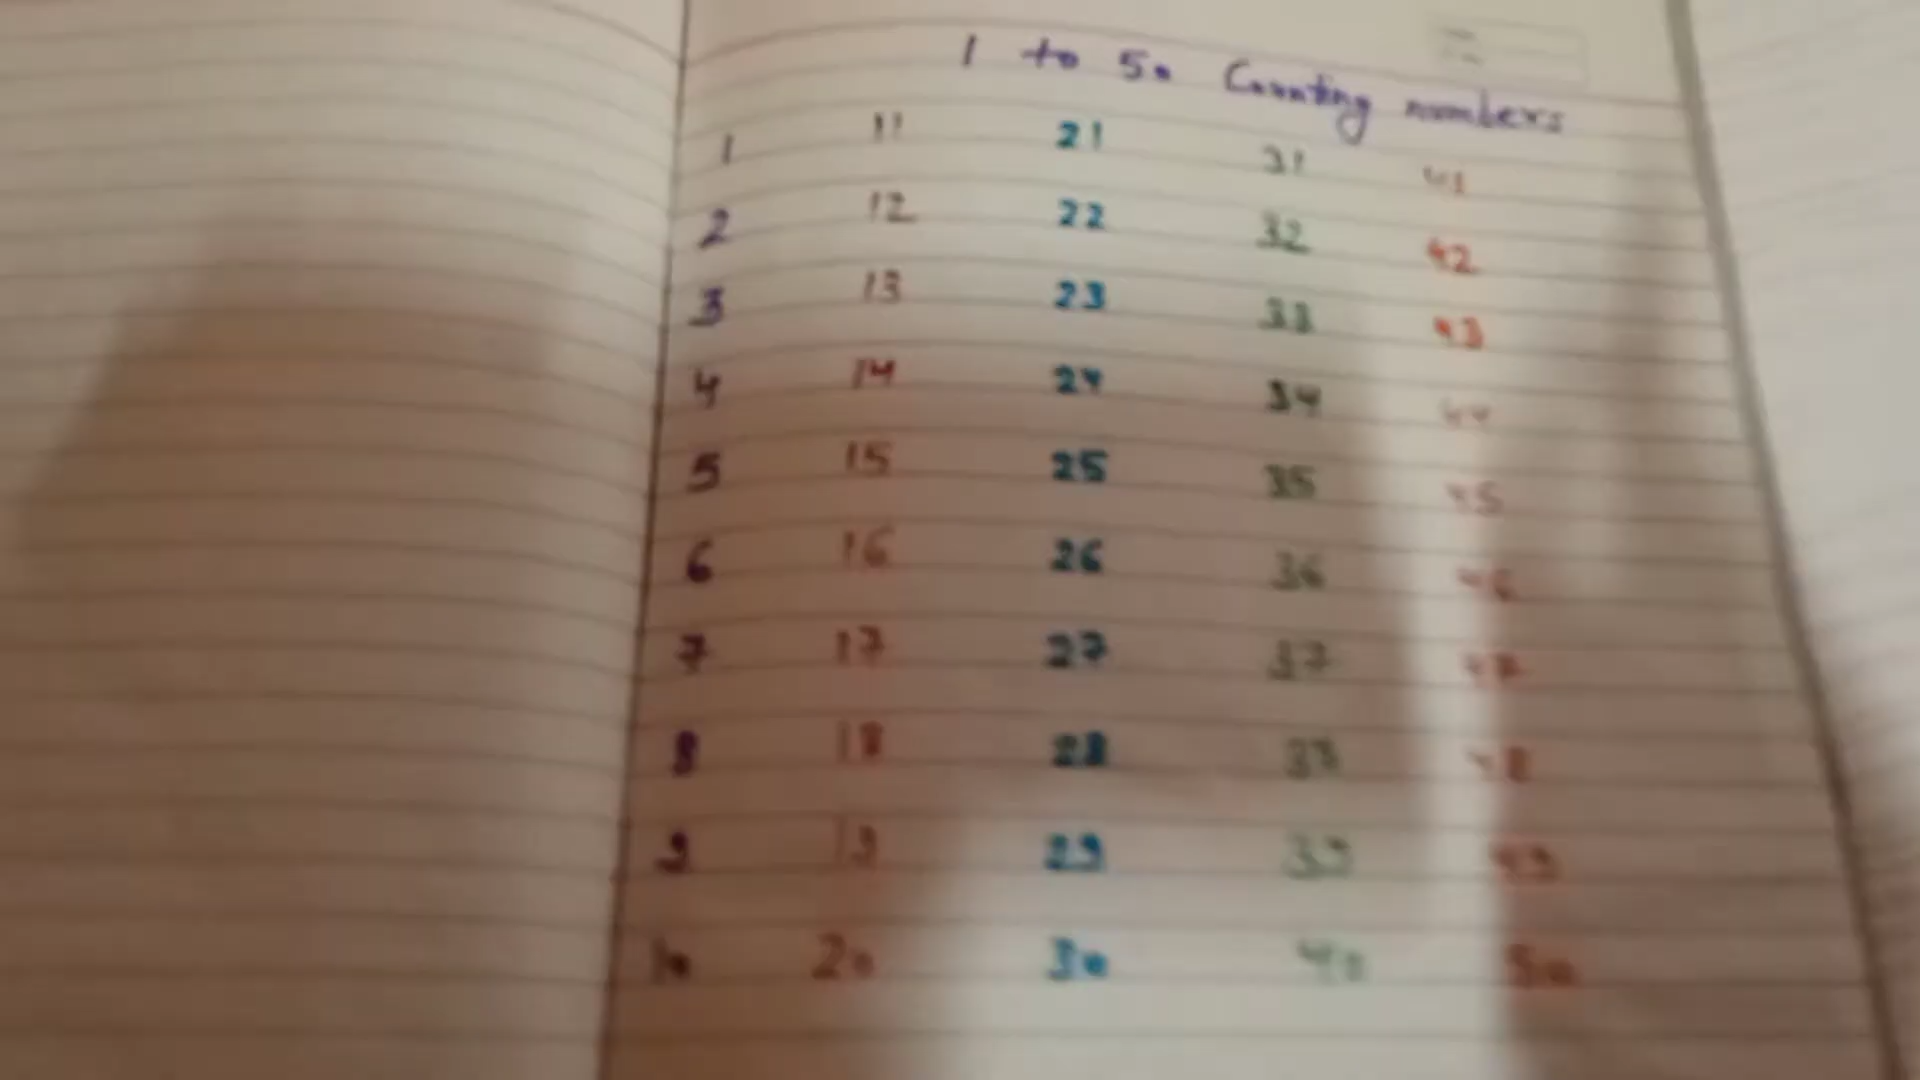 1 to 50 Counting numbers
1 11 21 31 41
2 12 22 32 42
3 13 23 33 43
4 14 24 34 44
5 15 25 35 45
6 16 26 36 46
7 17 27 37 47
8 18 28 48
9 19 29 39 49
10 20 30 40 50